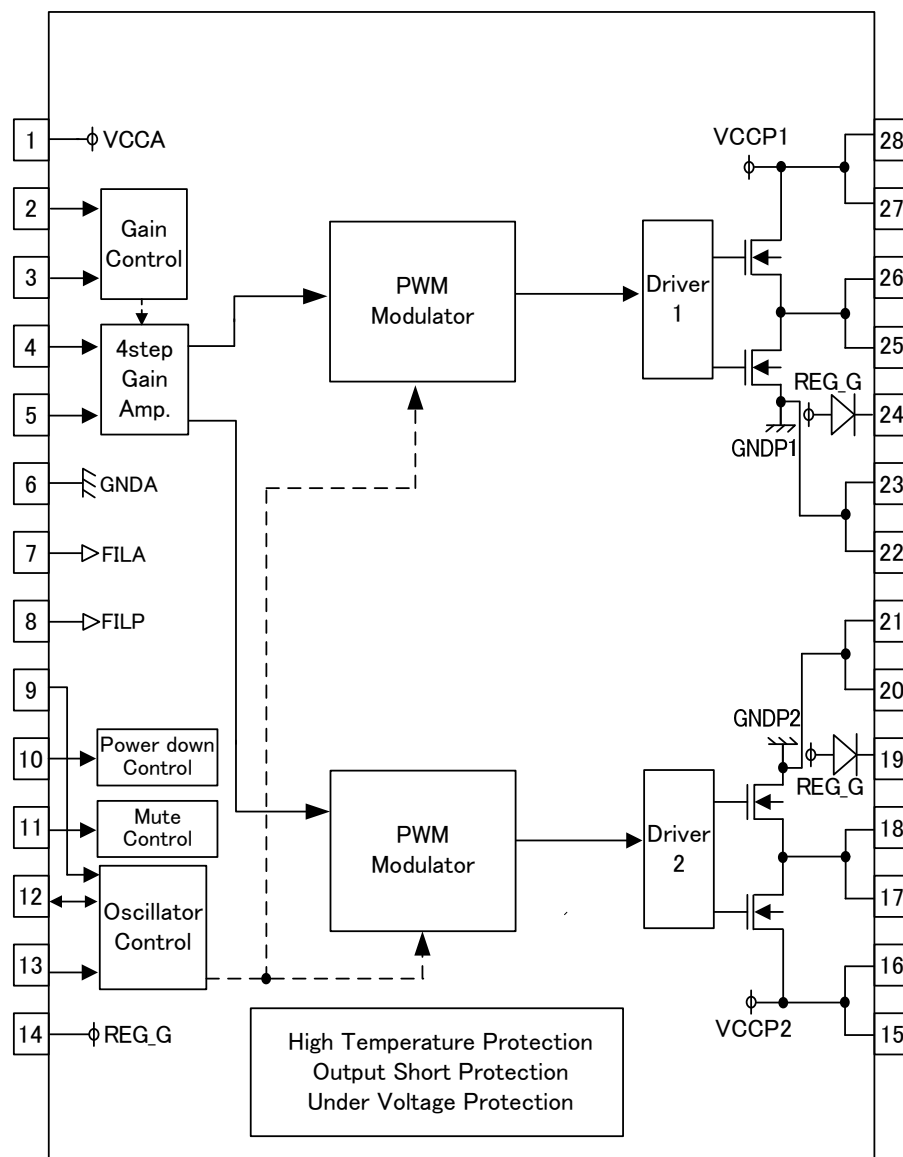 1
VCCA
2
3
Gain
Control
4
5
4step
Gain
Amp.
6
GNDA
7
FILA
8
FILP
9
10
Power down
Control
11
Mute
Control
12
13
Oscillator
Control
14
REG_G
PWM
Modulator
PWM
Modulator
High Temperature Protection
Output Short Protection
Under Voltage Protection
Driver
1
Driver
2
VCCP1
28
27
26
25
REG_G
24
GNDP1
23
22
21
20
GNDP2
19
REG_G
18
17
16
VCCP2
15